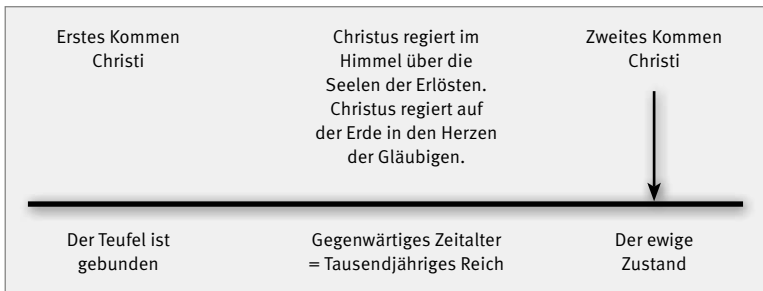 Erstes Kommen
Christi
Christus regiert im
Himmel über die
Seelen der Erlösten.
Christus regiert auf
der Erde in den Herzen
der Gläubigen.
Zweites Kommen
Christi
Der Teufel ist
gebunden
Gegenwärtiges Zeitalter
= Tausendjähriges Reich
Der ewige
Zustand